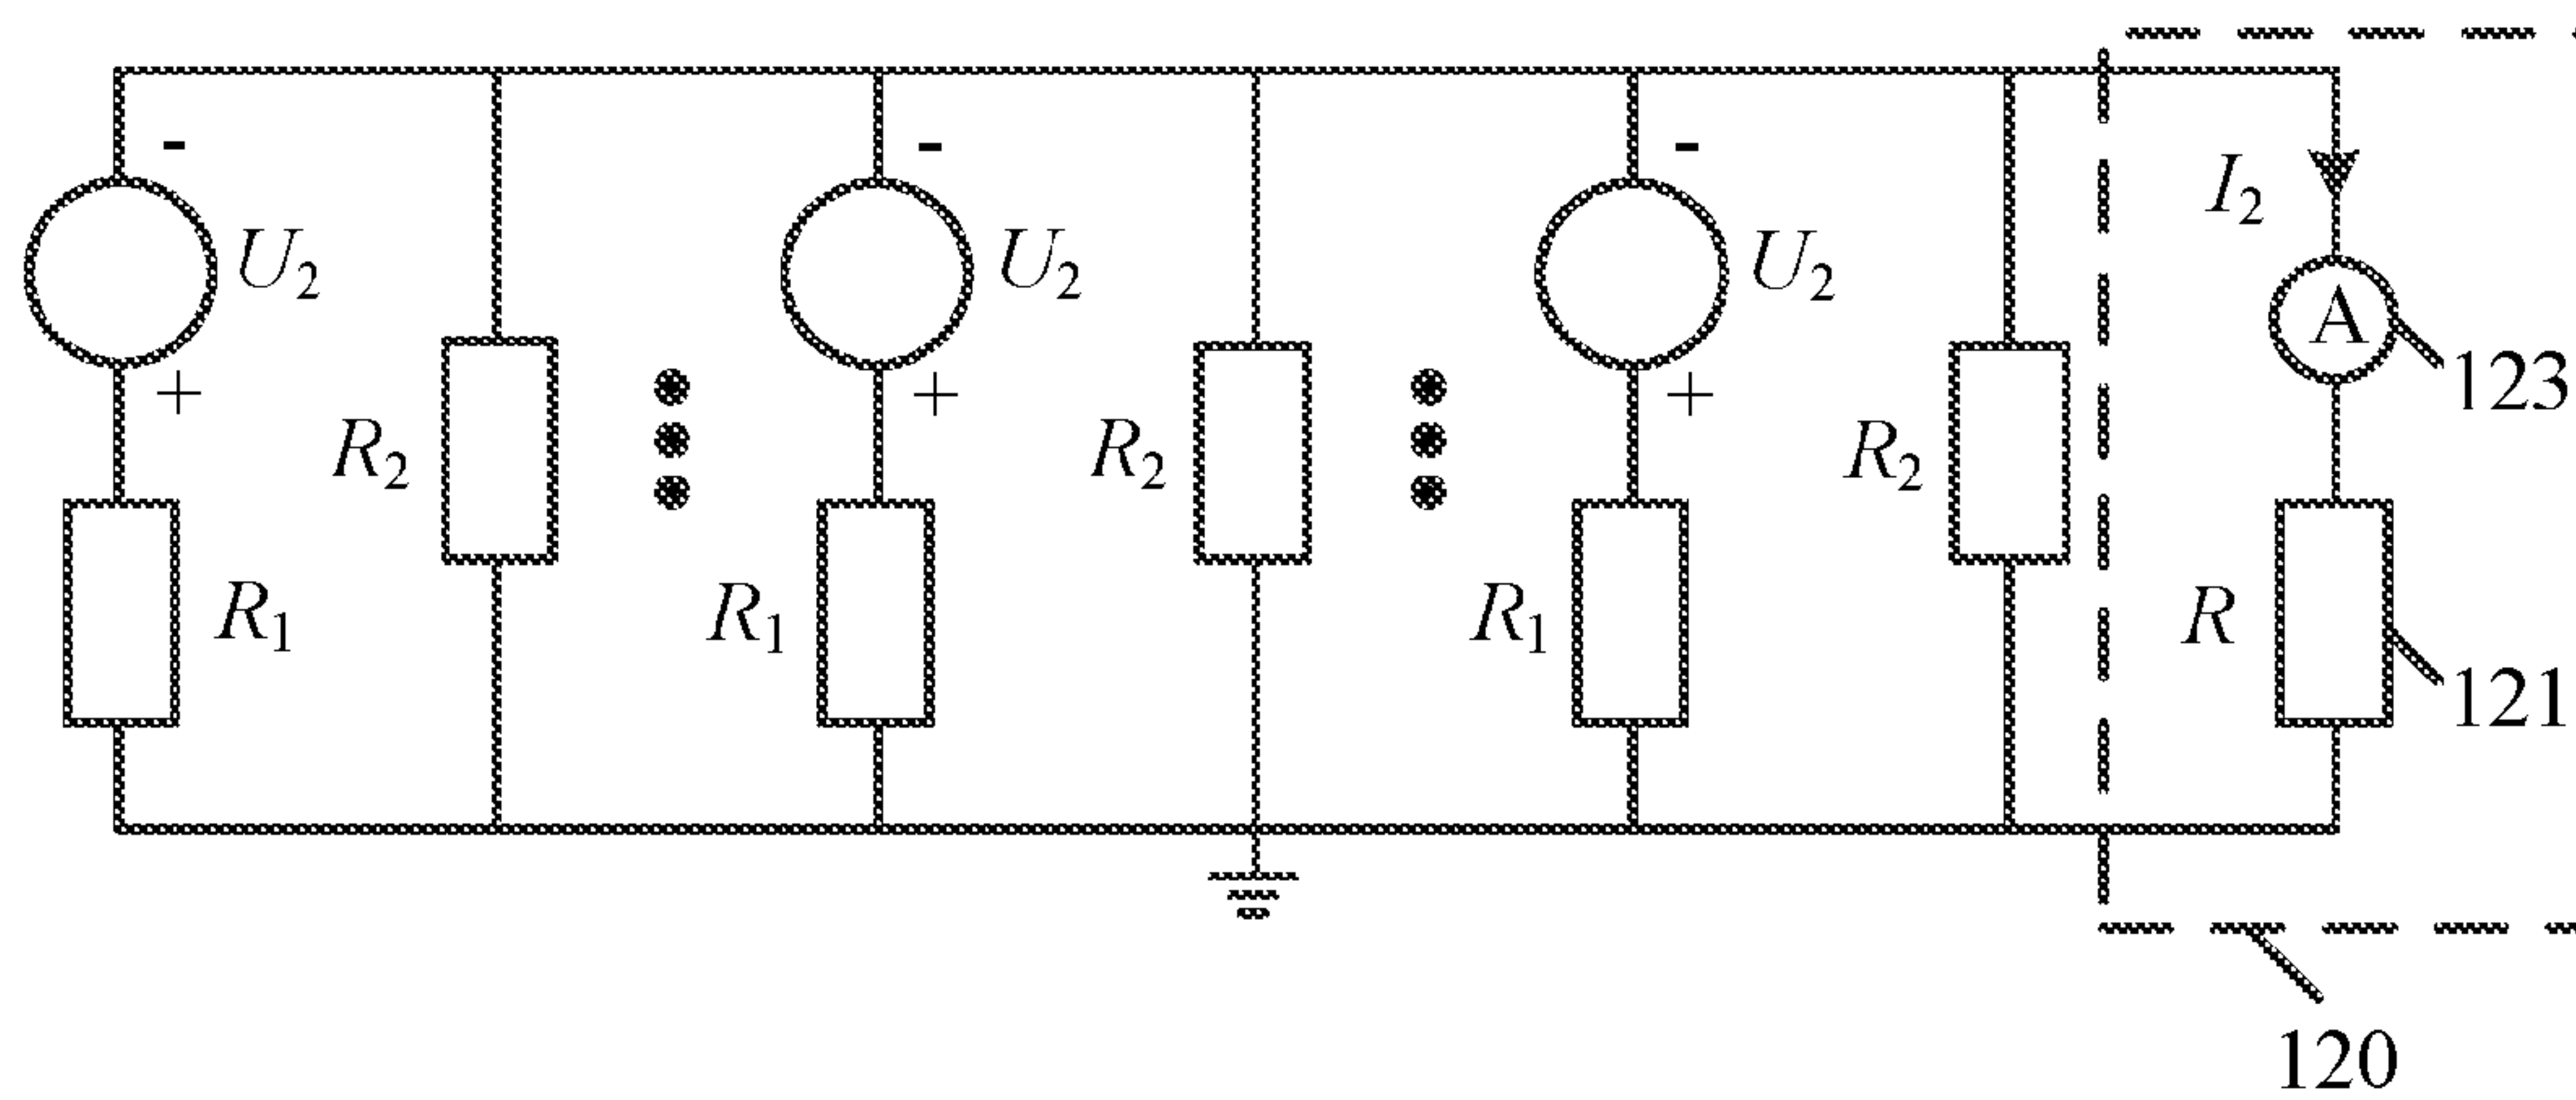 - - -
U₂ U₂ U₂ I₂
A
+ + + 123
R₂ R₂ R₂
R₁ R₁ R₁ R
121
120